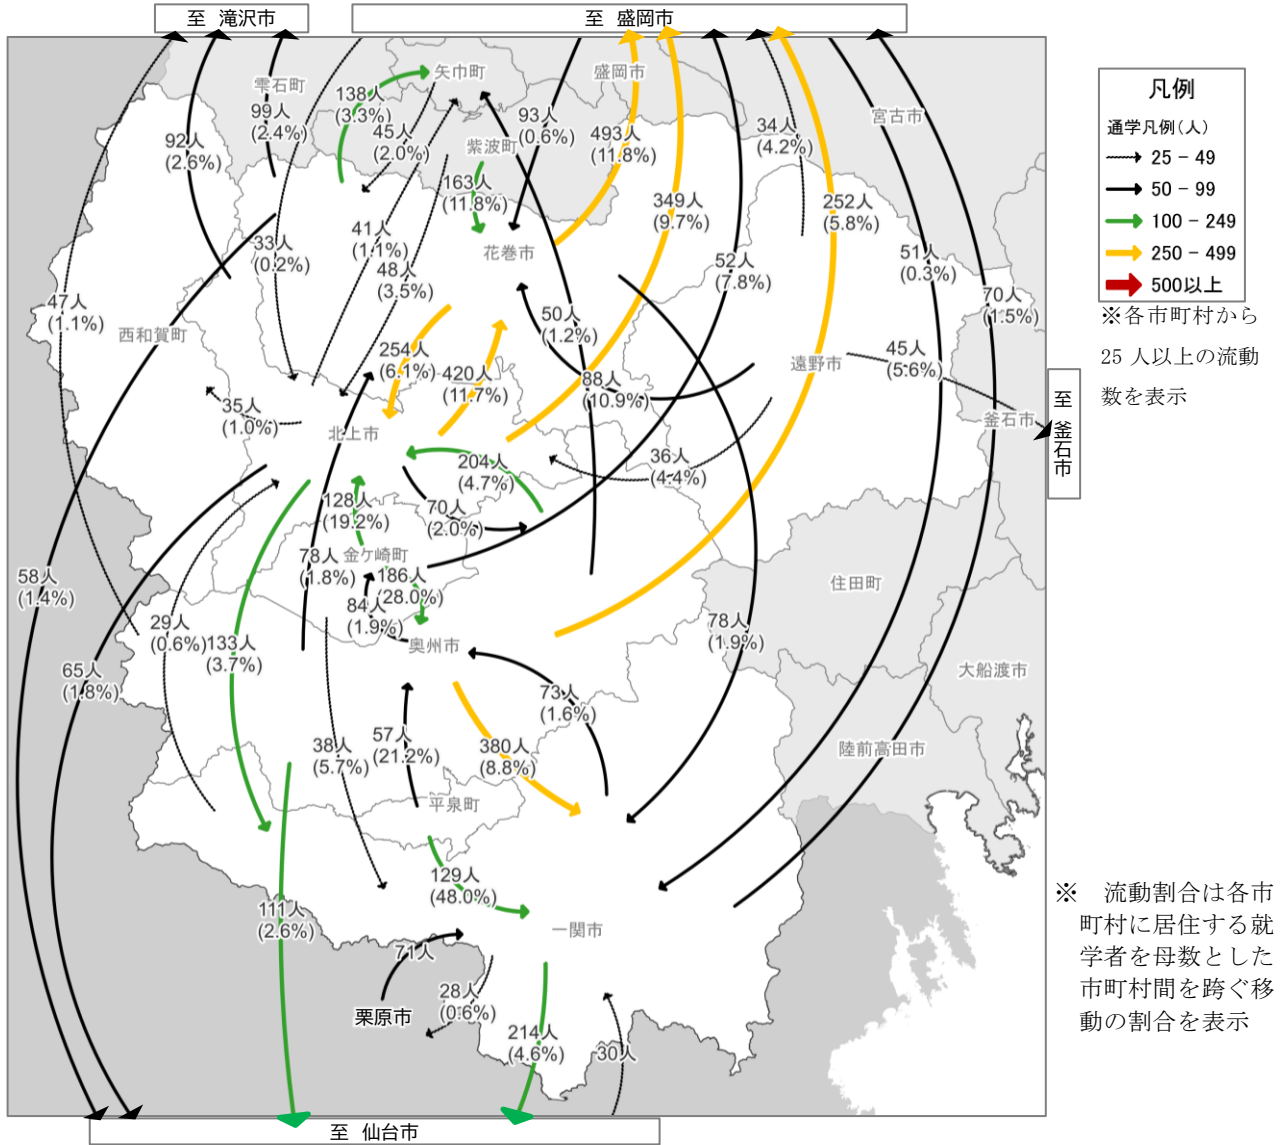 至 滝沢市
至 盛岡市
雫石町
矢巾町
盛岡市
宮古市
138人
(3.3%)
99人
(2.4%)
92人
(2.6%)
45人
(2.0%)
93人
(0.6%)
493人
(11.8%)
34人
(4.2%)
紫波町
163人
(11.8%)
349人
(9.7%)
252人
(5.8%)
33人
(0.2%)
41人
(1.1%)
48人
(3.5%)
花巻市
52人
(7.8%)
51人
(0.3%)
70人
(1.5%)
47人
(1.1%)
西和賀町
50人
(1.2%)
254人
(6.1%)
420人
(11.7%)
88人
(10.9%)
遠野市
45人
(5.6%)
35人
(1.0%)
北上市
釜石市
204人
(4.7%)
36人
(4.4%)
128人
(19.2%)
70人
(2.0%)
78人
(1.8%)
金ケ崎町
186人
(28.0%)
84人
(1.9%)
58人
(1.4%)
住田町
29人
(0.6%)
133人
(3.7%)
奥州市
78人
(1.9%)
65人
(1.8%)
大船渡市
73人
(1.6%)
38人
(5.7%)
57人
(21.2%)
380人
(8.8%)
陸前高田市
平泉町
129人
(48.0%)
111人
(2.6%)
一関市
71人
栗原市
28人
(0.6%)
214人
(4.6%)
30人
至 仙台市
至釜石市
凡例
通学凡例(人)
25 - 49
50 - 99
100 - 249
250 - 499
500以上
※各市町村から
25 人以上の流動
数を表示
※ 流動割合は各市
町村に居住する就
学者を母数とした
市町村間を跨ぐ移
動の割合を表示